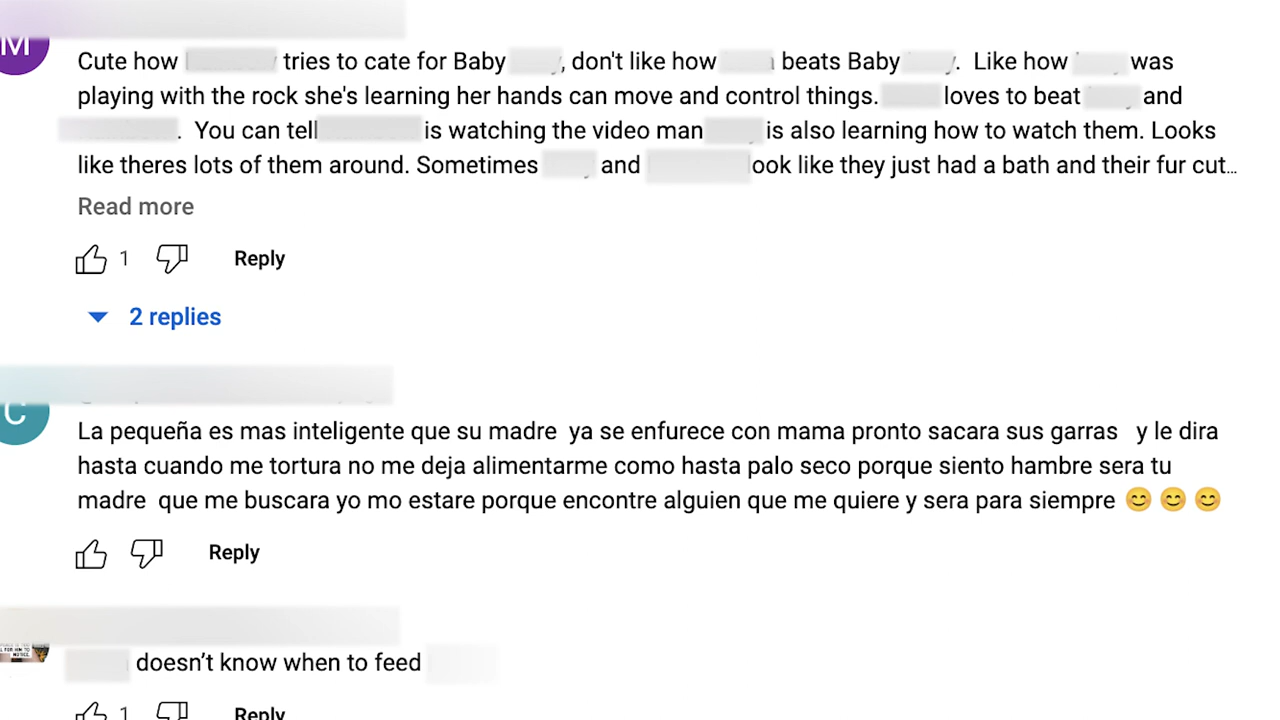 M
Cute how tries to cate for Baby , don't like how beats Baby . Like how was
playing with the rock she's learning her hands can move and control things. loves to beat and
. You can tell is watching the video man is also learning how to watch them. Looks
like theres lots of them around. Sometimes and ook like they just had a bath and their fur cut…
Read more
1 Reply
2 replies
C
La pequeña es mas inteligente que su madre ya se enfurece con mama pronto sacara sus garras y le dira
hasta cuando me tortura no me deja alimentarme como hasta palo seco porque siento hambre sera tu
madre que me buscara yo mo estare porque encontre alguien que me quiere y sera para siempre 😊 😊 😊
Reply
doesn’t know when to feed
1 Reply